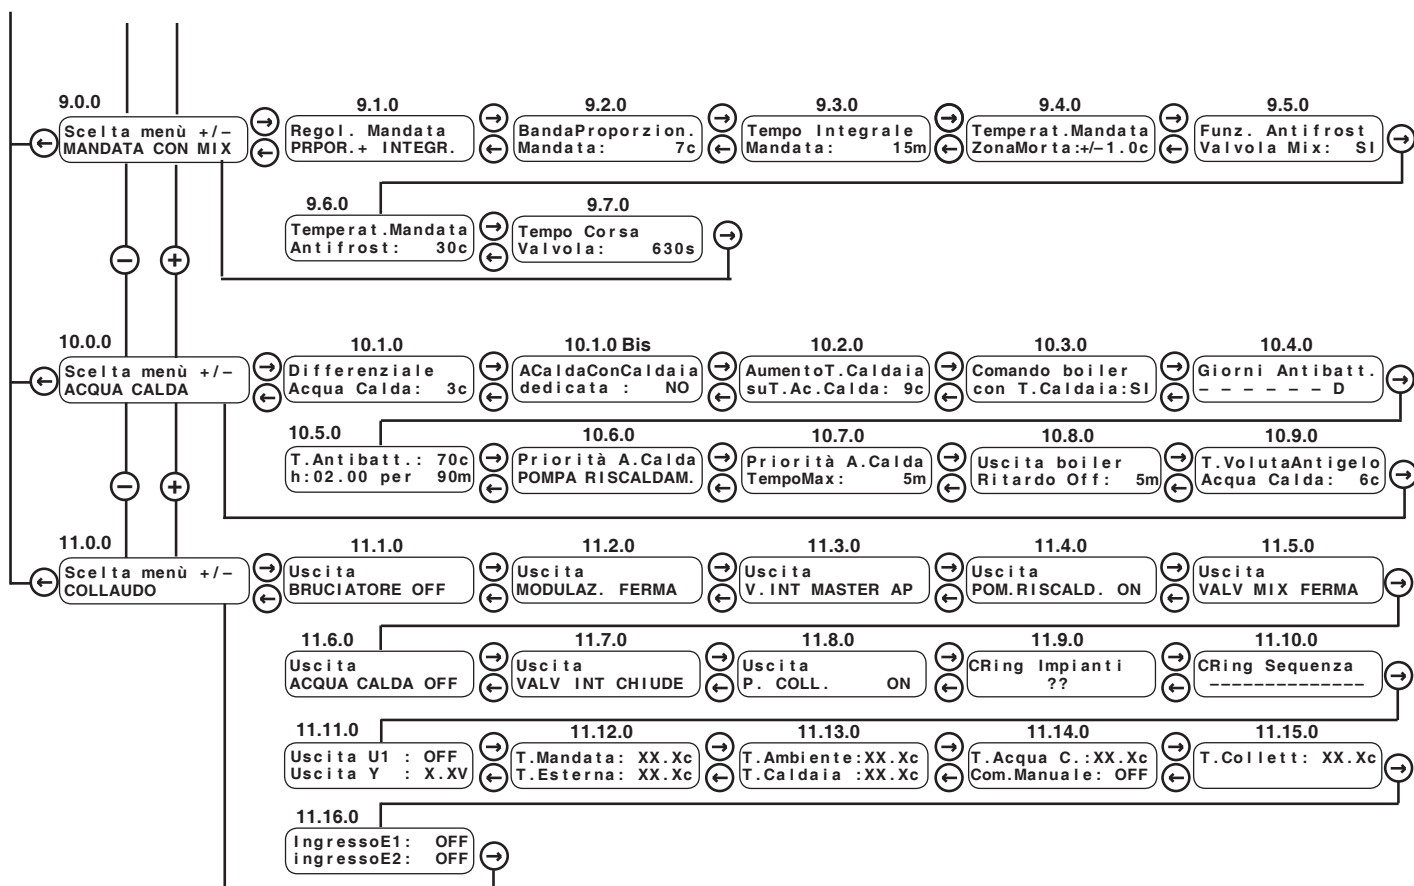 9.0.0
Scelta menù +/–
MANDATA CON MIX
9.1.0
Regol. Mandata
PRPOR.+ INTEGR.
9.2.0
BandaProporzion.
Mandata: 7c
9.3.0
Tempo Integrale
Mandata: 15m
9.4.0
Temperat.Mandata
ZonaMorta:+/–1.0c
9.5.0
Funz. Antifrost
Valvola Mix: SI
9.6.0
Temperat.Mandata
Antifrost: 30c
9.7.0
Tempo Corsa
Valvola: 630s
– +
10.0.0
Scelta menù +/–
ACQUA CALDA
10.1.0
Differenziale
Acqua Calda: 3c
10.1.0 Bis
ACaldaConCaldaia
dedicata : NO
10.2.0
AumentoT.Caldaia
suT.Ac.Calda: 9c
10.3.0
Comando boiler
con T.Caldaia:SI
10.4.0
Giorni Antibatt.
– – – – – – D
10.5.0
T.Antibatt.: 70c
h:02.00 per 90m
10.6.0
Priorità A.Calda
POMPA RISCALDAM.
10.7.0
Priorità A.Calda
TempoMax: 5m
10.8.0
Uscita boiler
Ritardo Off: 5m
10.9.0
T.VolutaAntigelo
Acqua Calda: 6c
– +
11.0.0
Scelta menù +/–
COLLAUDO
11.1.0
Uscita
BRUCIATORE OFF
11.2.0
Uscita
MODULAZ. FERMA
11.3.0
Uscita
V.INT MASTER AP
11.4.0
Uscita
POM.RISCALD. ON
11.5.0
Uscita
VALV MIX FERMA
11.6.0
Uscita
ACQUA CALDA OFF
11.7.0
Uscita
VALV INT CHIUDE
11.8.0
Uscita
P. COLL. ON
11.9.0
CRing Impianti
??
11.10.0
CRing Sequenza
––––––––––––––
11.11.0
Uscita U1 : OFF
Uscita Y : X.XV
11.12.0
T.Mandata: XX.Xc
T.Esterna: XX.Xc
11.13.0
T.Ambiente:XX.Xc
T.Caldaia :XX.Xc
11.14.0
T.Acqua C.:XX.Xc
Com.Manuale: OFF
11.15.0
T.Collett: XX.Xc
11.16.0
IngressoE1: OFF
ingressoE2: OFF